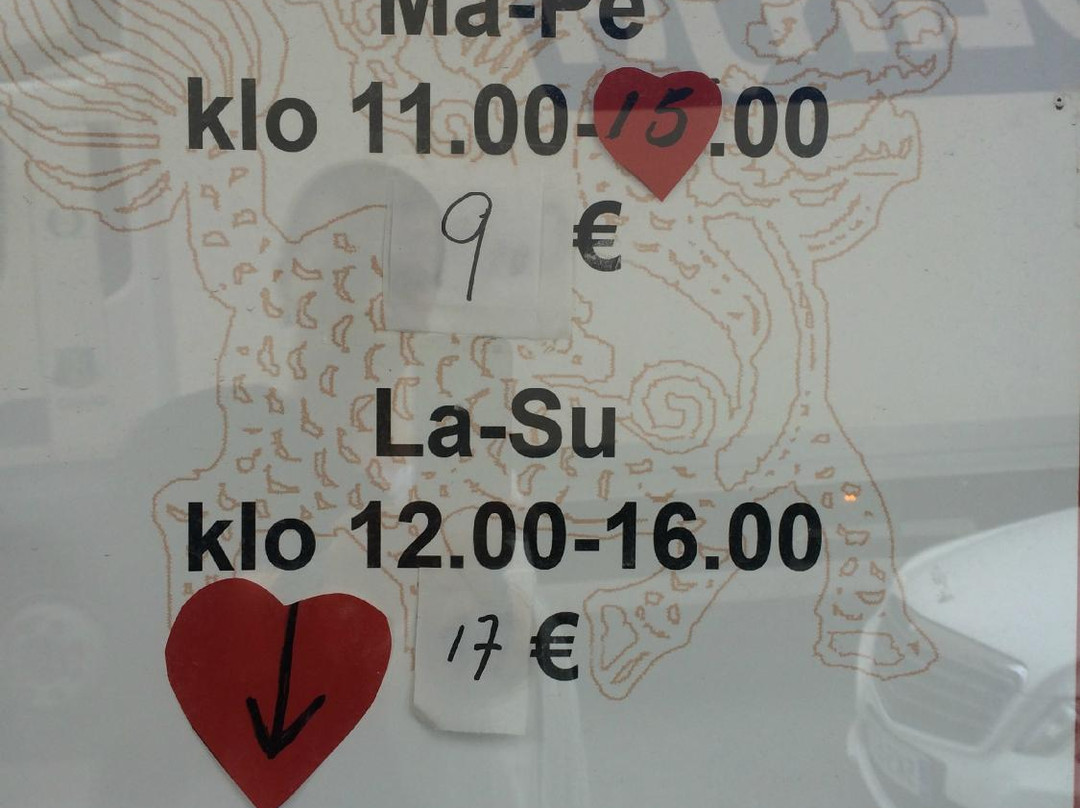 Ma-Pe
klo 11.00-15.00
9 €
La-Su
klo 12.00-16.00
17 €